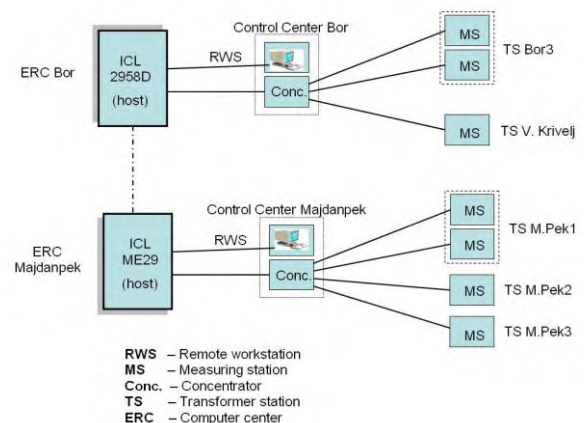 Control Center Bor
ERC Bor
ICL
2958D
(host)
RWS
Conc.
MS
MS
TS Bor3
MS
TS V. Krivelj
ERC
Majdanpek
ICL
ME29
(host)
Control Center Majdanpek
RWS
Conc.
MS
MS
TS M.Pek1
MS
TS M.Pek2
MS
TS M.Pek3
RWS – Remote workstation
MS – Measuring station
Conc. – Concentrator
TS – Transformer station
ERC – Computer center